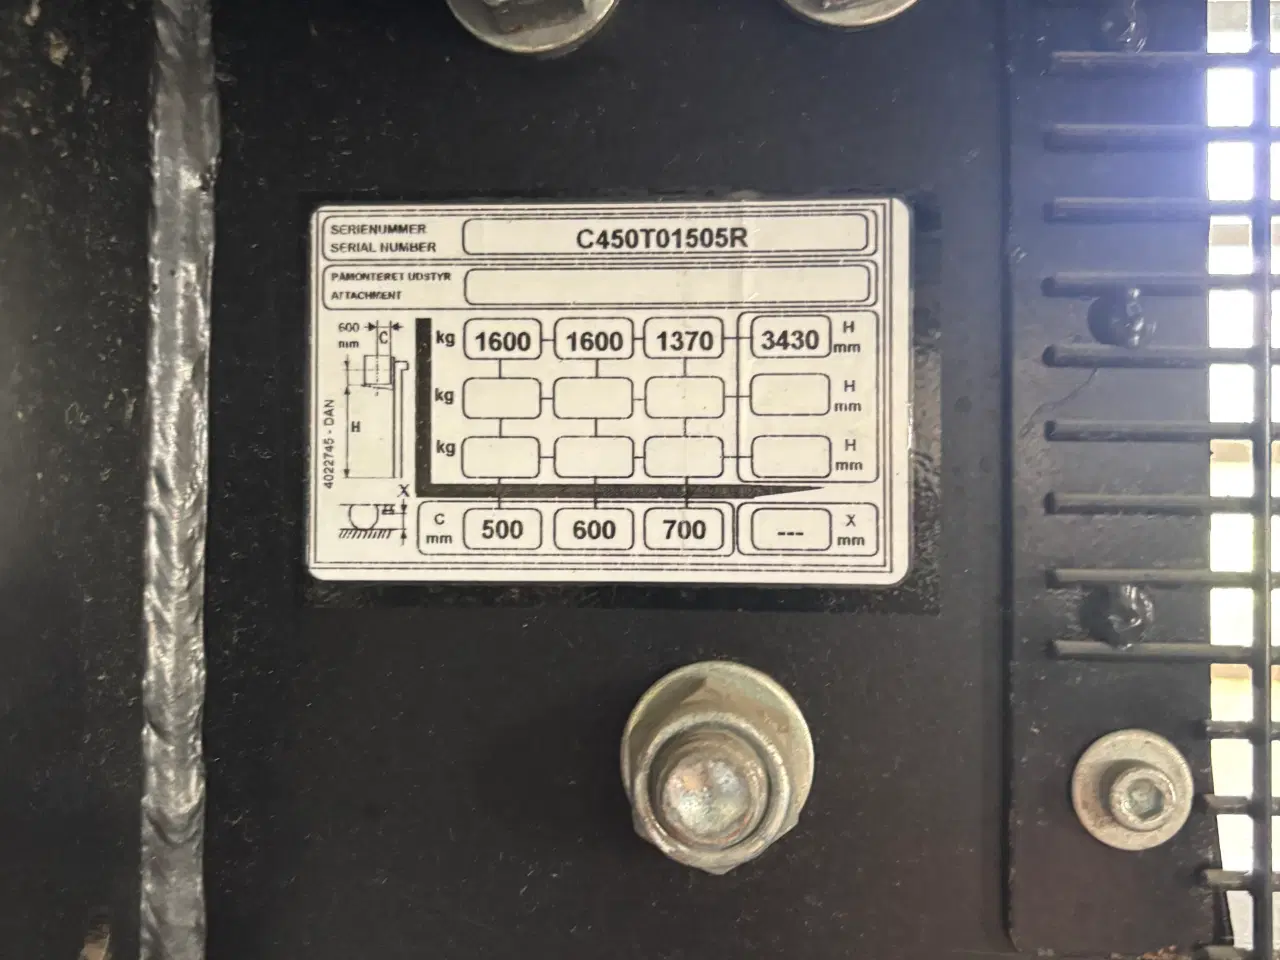 SERIENUMMER
SERIAL NUMBER
C450T01505R
PÅMONTERET UDSTYR
ATTACHMENT
600 mm
C
H
X
4022745 - DAN
kg 1600 1600 1370 3430 H mm
kg H mm
kg H mm
C mm 500 600 700 --- X mm